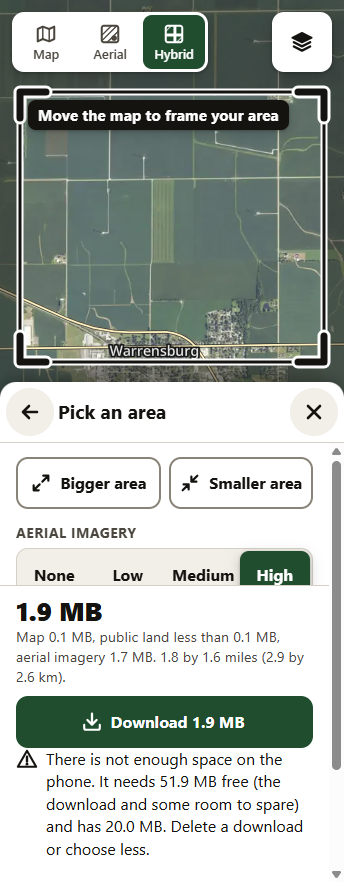 Map
Aerial
Hybrid
Move the map to frame your area
Warrensburg
Pick an area
Bigger area
Smaller area
AERIAL IMAGERY
None
Low
Medium
High
1.9 MB
Map 0.1 MB, public land less than 0.1 MB,
aerial imagery 1.7 MB. 1.8 by 1.6 miles (2.9 by
2.6 km).
Download 1.9 MB
There is not enough space on the
phone. It needs 51.9 MB free (the
download and some room to spare)
and has 20.0 MB. Delete a download
or choose less.